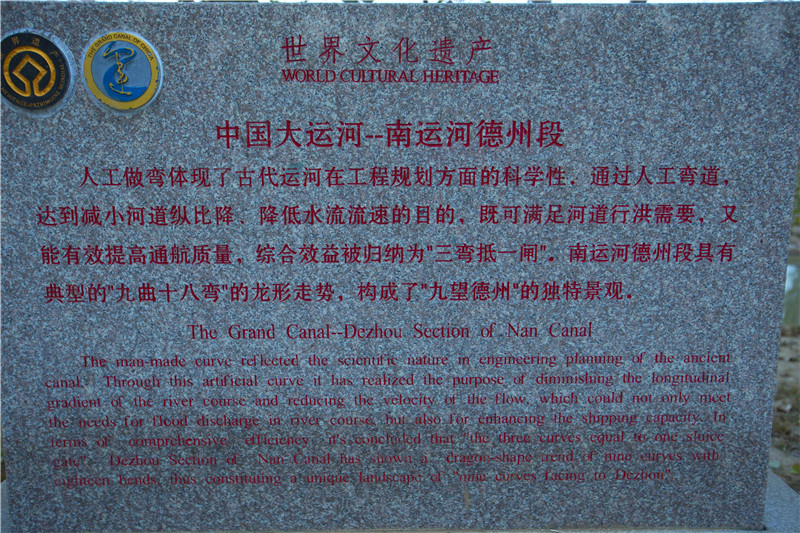 世界文化遗产
WORLD CULTURAL HERITAGE
THE GRAND CANAL OF CHINA
中国大运河--南运河德州段
人工做弯体现了古代运河在工程规划方面的科学性，通过人工弯道，
达到减小河道纵比降、降低水流流速的目的，既可满足河道行洪需要，又
能有效提高通航质量，综合效益被归纳为"三弯抵一闸"。南运河德州段具有
典型的"九曲十八弯"的龙形走势，构成了"九望德州"的独特景观。
The Grand Canal--Dezhou Section of Nan Canal
The man-made curve reflected the scientific nature in engineering planning of the ancient
canal. Through this artificial curve it has realized the purpose of diminishing the longitudinal
gradient of the river course and reducing the velocity of the flow, which could not only meet
the needs for flood discharge in river course, but also for enhancing the shipping capacity. In
terms of comprehensive efficiency, it's concluded that "the three curves equal to one sluice
gate". Dezhou Section of Nan Canal has shown a dragon-shape trend of nine curves with
eighteen bends, thus constituting a unique landscape of "nine curves facing to Dezhou".